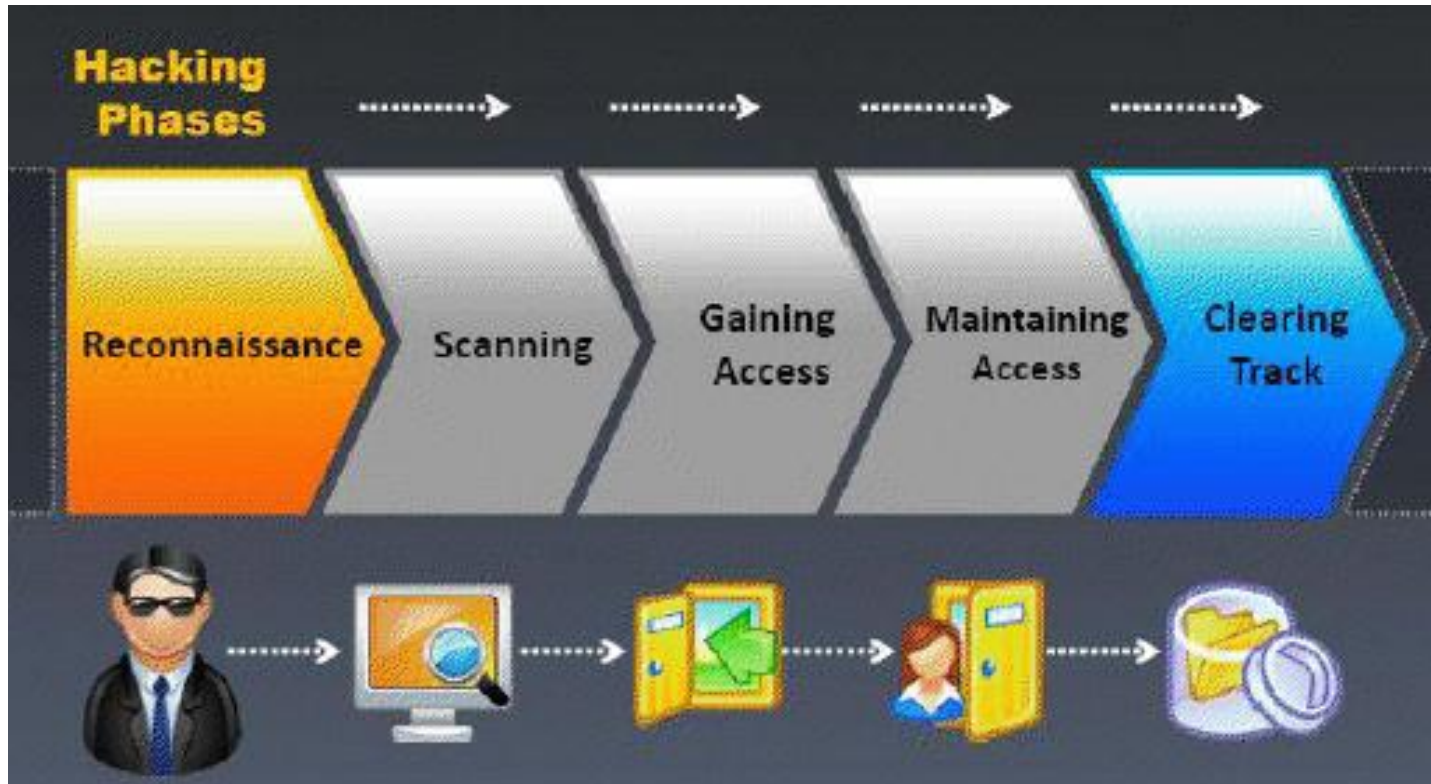 Hacking
Phases
Reconnaissance
Scanning
Gaining
Access
Maintaining
Access
Clearing
Track